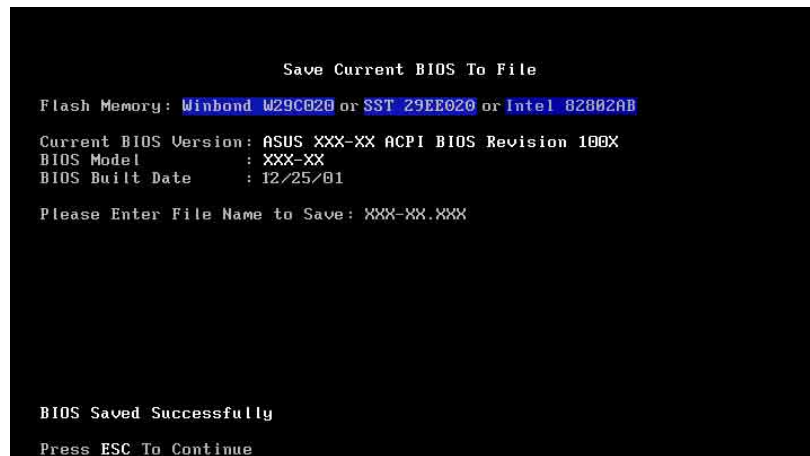 Save Current BIOS To File
Flash Memory: Winbond W29C020 or SST 29EE020 or Intel 82802AB
Current BIOS Version: ASUS XXX-XX ACPI BIOS Revision 100X
BIOS Model : XXX-XX
BIOS Built Date : 12/25/01
Please Enter File Name to Save: XXX-XX.XXX
BIOS Saved Successfully
Press ESC To Continue